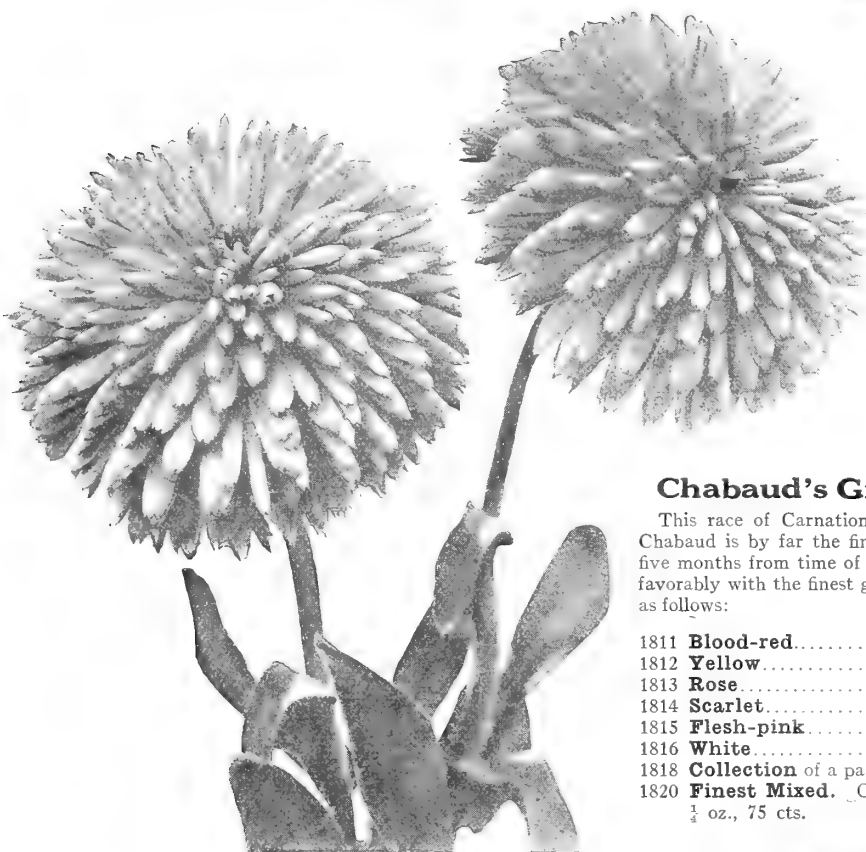 Chabaud's
This race of Carnation
Chabaud is by far the
five months from time of
favorably with the finest
as follows:
1811 Blood-red........
1812 Yellow............
1813 Rose..............
1814 Scarlet............
1815 Flesh-pink.......
1816 White.............
1818 Collection of a
1820 Finest Mixed.
¼ oz., 75 cts.